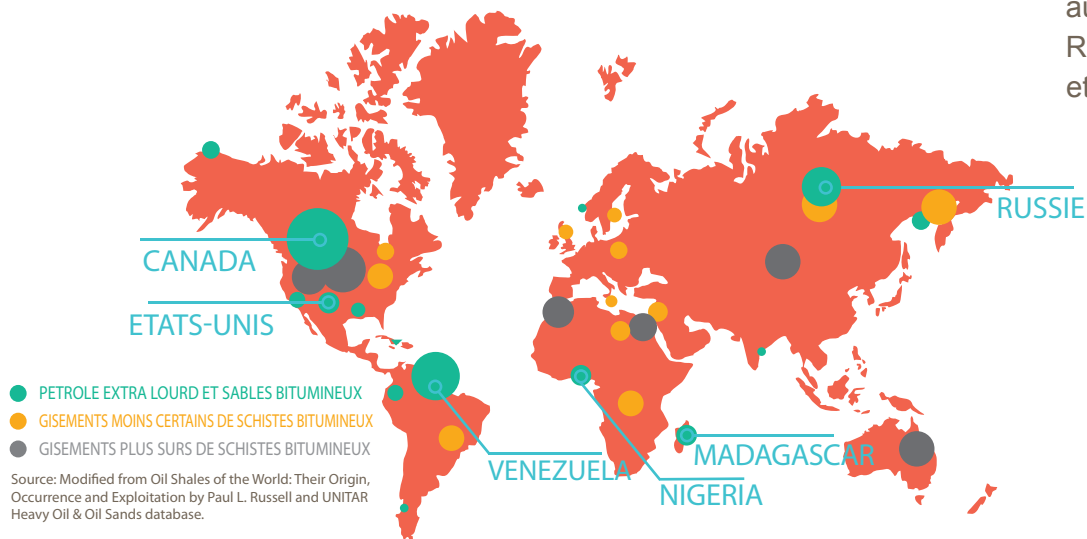 au
R
et
RUSSIE
CANADA
ETATS-UNIS
PETROLE EXTRA LOURD ET SABLES BITUMINEUX
GISEMENTS MOINS CERTAINS DE SCHISTES BITUMINEUX
GISEMENTS PLUS SURS DE SCHISTES BITUMINEUX
VENEZUELA
MADAGASCAR
NIGERIA
Source: Modified from Oil Shales of the World: Their Origin,
Occurrence and Exploitation by Paul L. Russell and UNITAR
Heavy Oil & Oil Sands database.